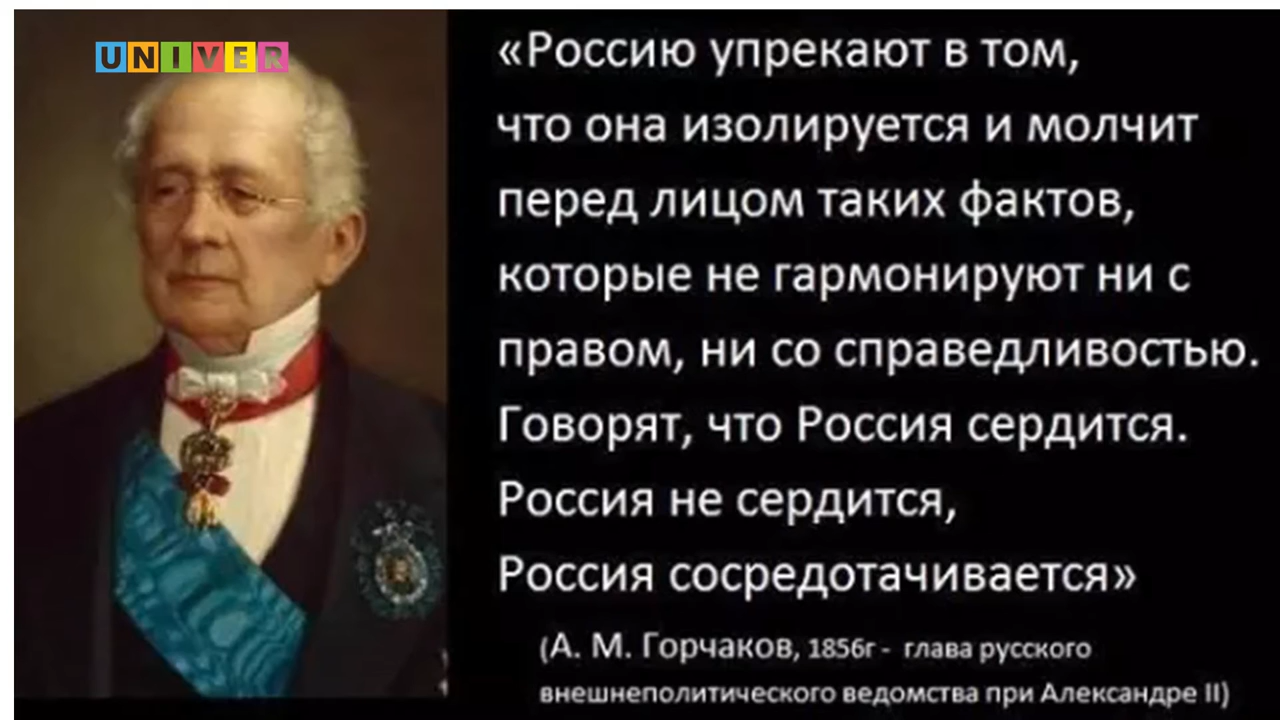 UNIVER
«Россию упрекают в том,
что она изолируется и молчит
перед лицом таких фактов,
которые не гармонируют ни с
правом, ни со справедливостью.
Говорят, что Россия сердится.
Россия не сердится,
Россия сосредотачивается»
(А. М. Горчаков, 1856г - глава русского
внешнеполитического ведомства при Александре II)